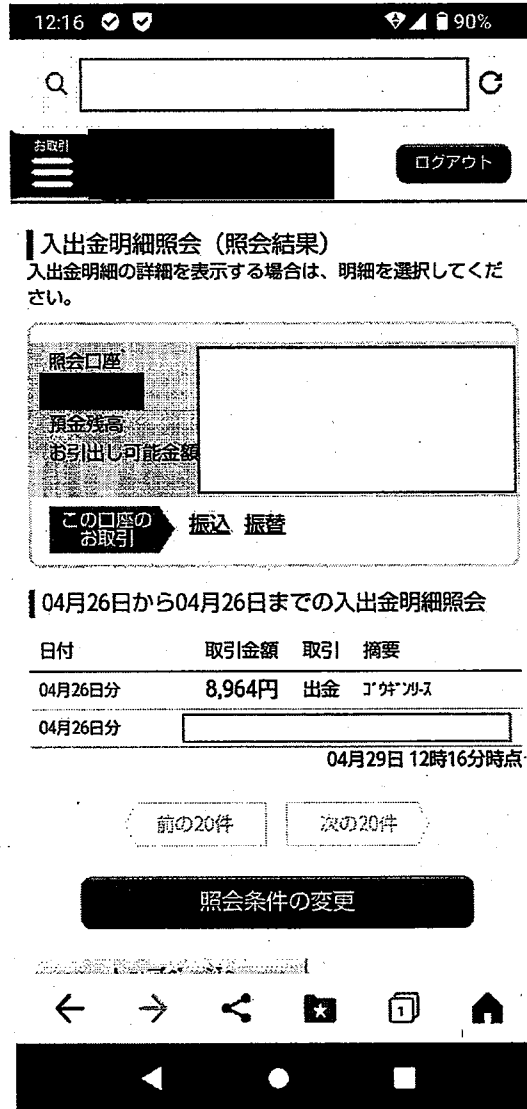 12:16
90%
お取引
ログアウト
入出金明細照会（照会結果）
入出金明細の詳細を表示する場合は、明細を選択してくだ
さい。
照会口座
預金残高
お引出し可能金額
この口座の
お取引
振込 振替
04月26日から04月26日までの入出金明細照会
日付 取引金額 取引 摘要
04月26日分 8,964円 出金 ｺﾞｳｷﾞﾝﾘｰｽ
04月26日分
04月29日 12時16分時点
前の20件 次の20件
照会条件の変更
1